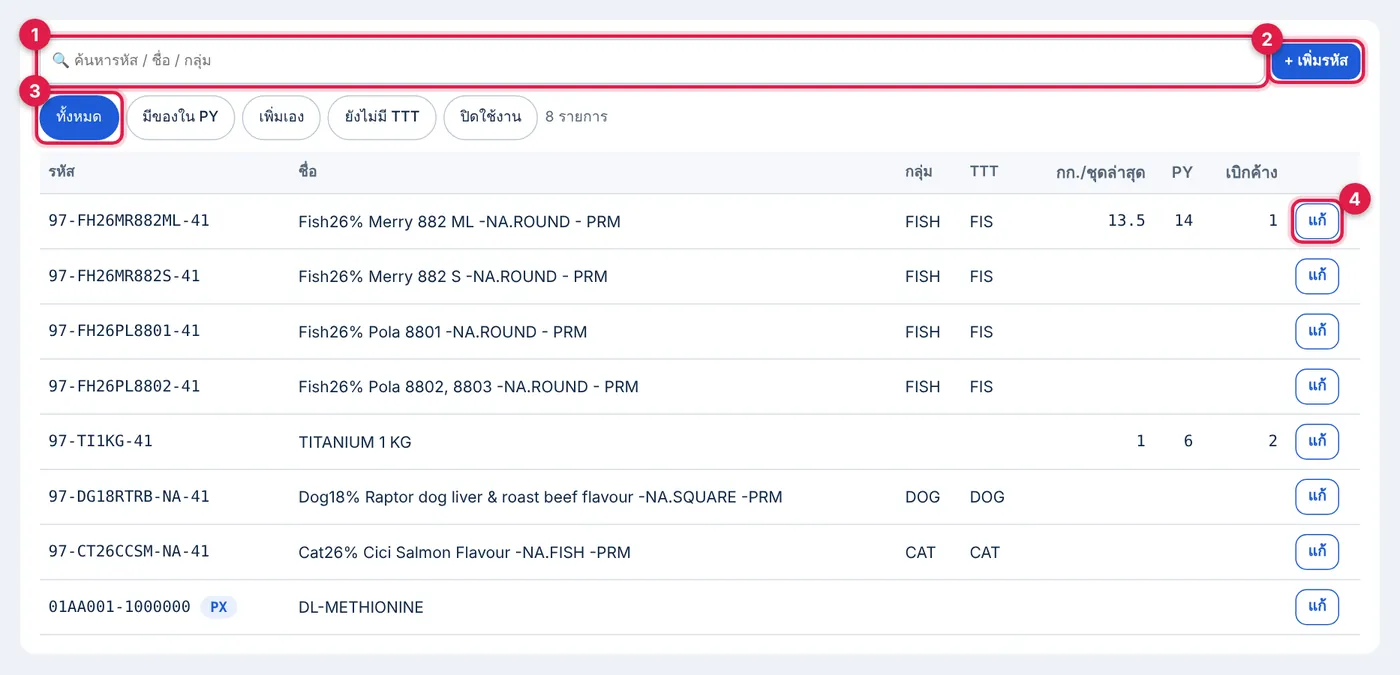 1
🔍 ค้นหารหัส / ชื่อ / กลุ่ม
2
+ เพิ่มรหัส
3
ทั้งหมด มีของใน PY เพิ่มเอง ยังไม่มี TTT ปิดใช้งาน 8 รายการ
รหัส ชื่อ กลุ่ม TTT กก./ชุดล่าสุด PY เบิกค้าง
4
97-FH26MR882ML-41 Fish26% Merry 882 ML -NA.ROUND - PRM FISH FIS 13.5 14 1 แก้
97-FH26MR882S-41 Fish26% Merry 882 S -NA.ROUND - PRM FISH FIS แก้
97-FH26PL8801-41 Fish26% Pola 8801 -NA.ROUND - PRM FISH FIS แก้
97-FH26PL8802-41 Fish26% Pola 8802, 8803 -NA.ROUND - PRM FISH FIS แก้
97-TI1KG-41 TITANIUM 1 KG 1 6 2 แก้
97-DG18RTRB-NA-41 Dog18% Raptor dog liver & roast beef flavour -NA.SQUARE -PRM DOG DOG แก้
97-CT26CCSM-NA-41 Cat26% Cici Salmon Flavour -NA.FISH -PRM CAT CAT แก้
01AA001-1000000 PX DL-METHIONINE แก้